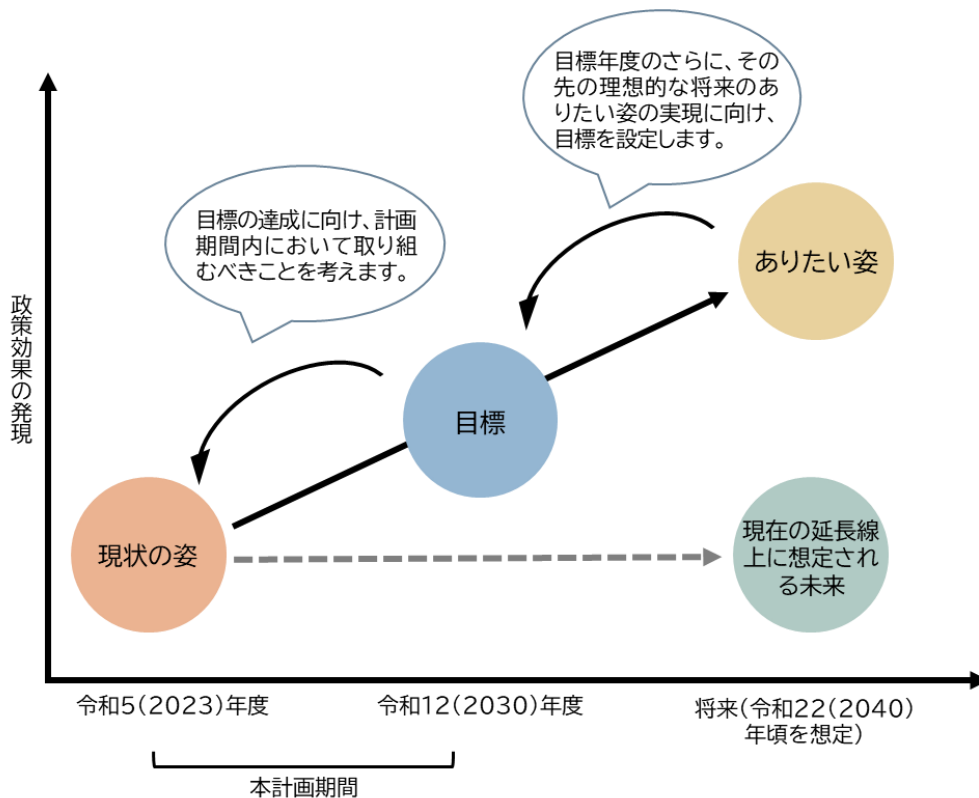 目標年度のさらに、その
先の理想的な将来のあ
りたい姿の実現に向け、
目標を設定します。
目標の達成に向け、計画
期間内において取り組
むべきことを考えます。
ありたい姿
政策効果の発現
目標
現状の姿
現在の延長線
上に想定され
る未来
令和5(2023)年度
令和12(2030)年度
将来(令和22(2040)
年頃を想定)
本計画期間